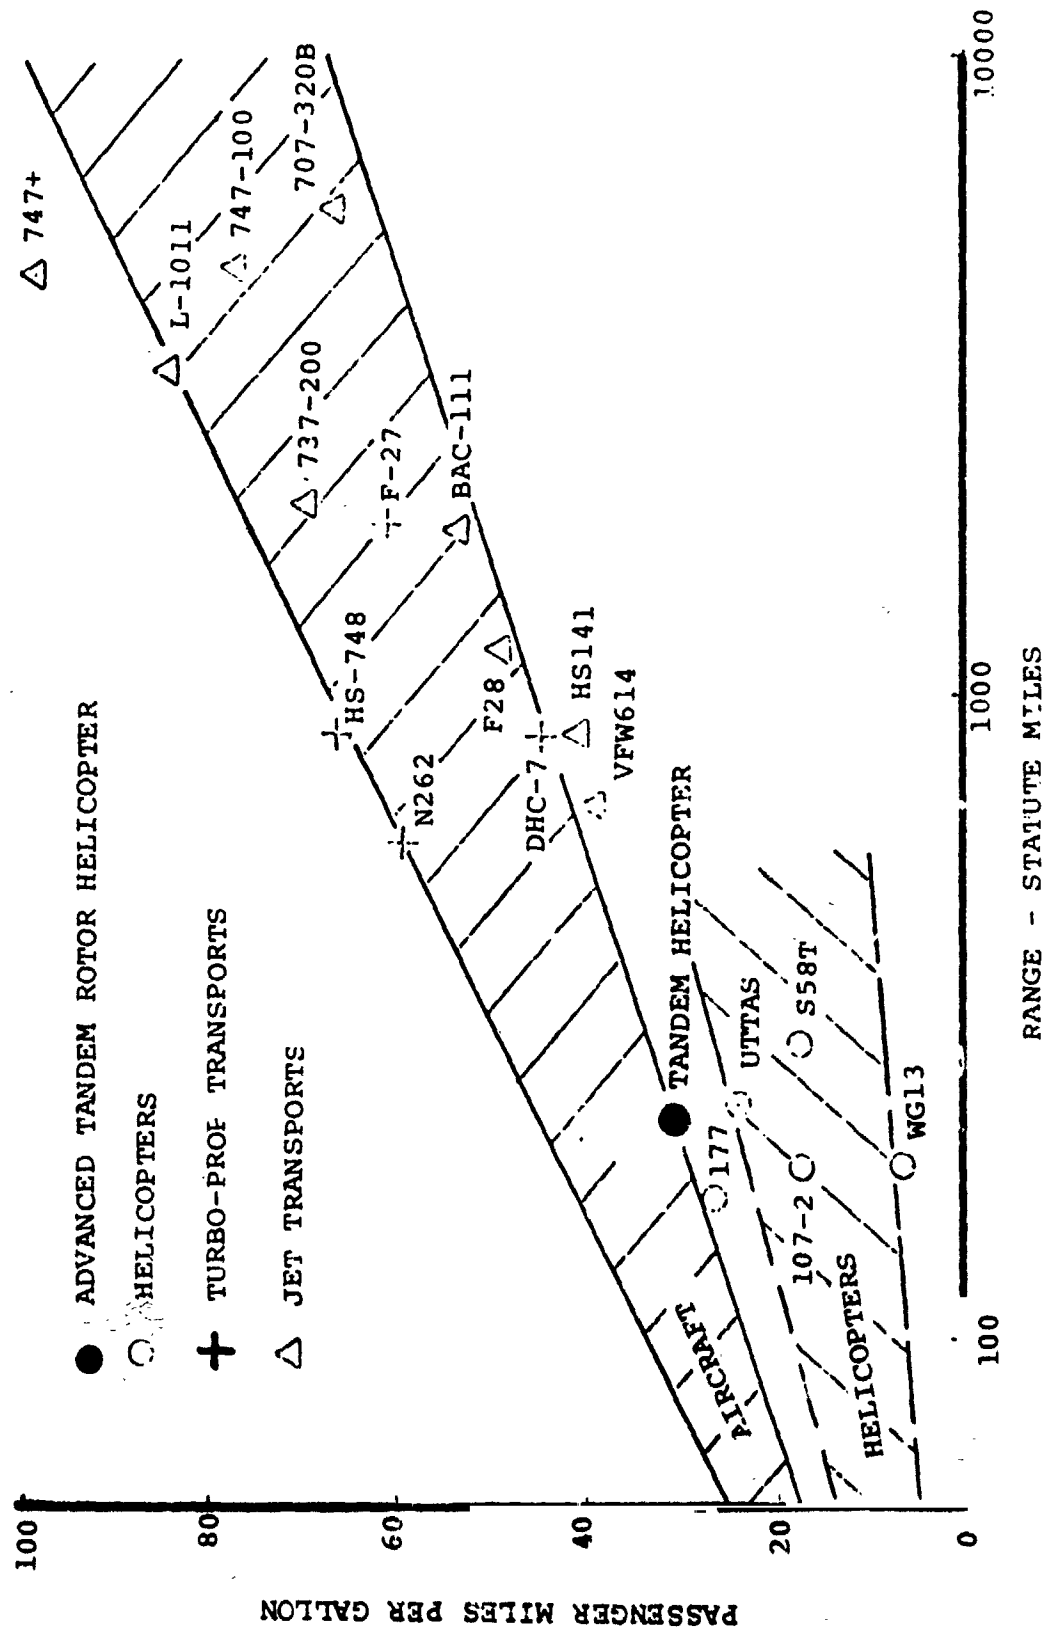 ADVANCED TANDEM ROTOR HELICOPTER
HELICOPTERS
TURBO-PROP TRANSPORTS
JET TRANSPORTS
747+
L-1011
747-100
707-320B
737-200
F-27
BAC-111
HS-748
N262
F28
DHC-7
HS141
VFW614
TANDEM HELICOPTER
177
UTTAS
S58T
107-2
WG13
AIRCRAFT
HELICOPTERS
100
80
60
40
20
0
PASSENGER MILES PER GALLON
100
1000
10000
RANGE - STATUTE MILES